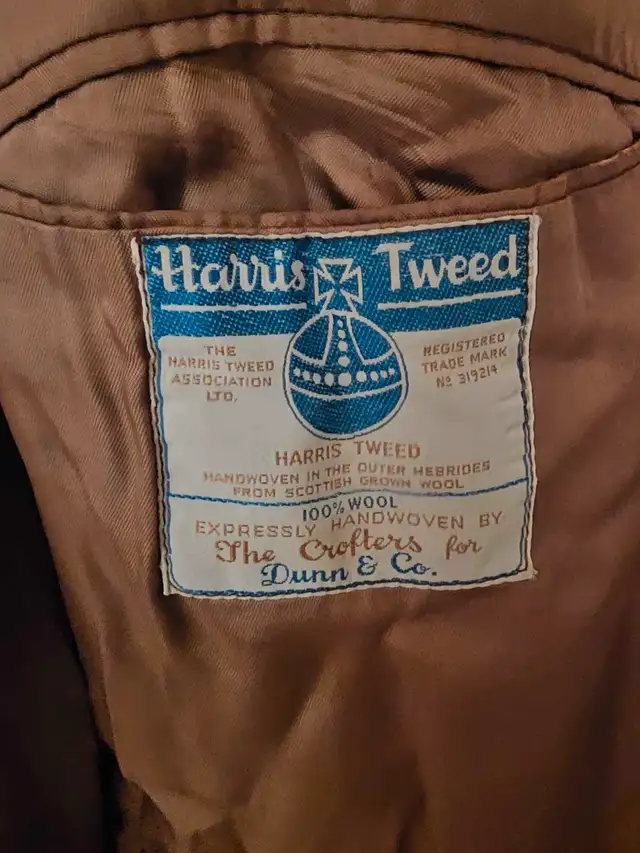 Harris Tweed
THE
HARRIS TWEED
ASSOCIATION
LTD.
REGISTERED
TRADE MARK
No 319214
HARRIS TWEED
HANDWOVEN IN THE OUTER HEBRIDES
FROM SCOTTISH GROWN WOOL
100% WOOL
EXPRESSLY HANDWOVEN BY
The Crofters for
Dunn & Co.